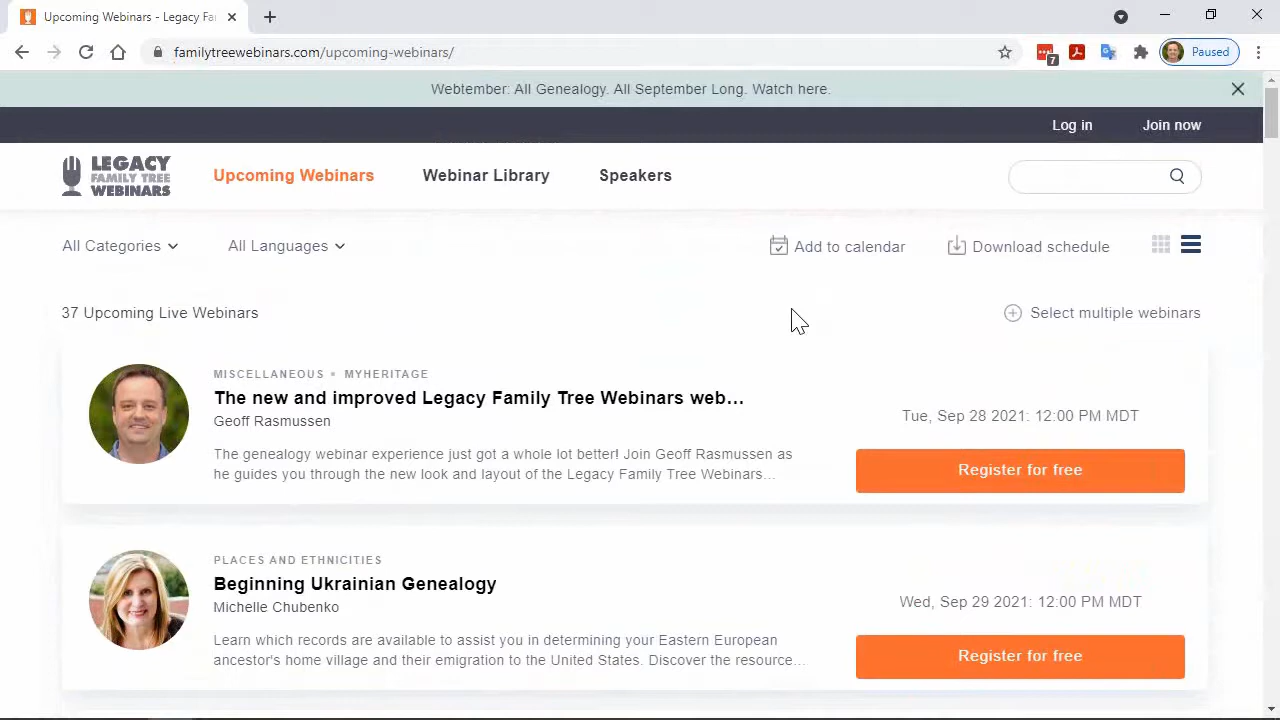 Upcoming Webinars - Legacy Fa
familytreewebinars.com/upcoming-webinars/
7
Paused
Webtember: All Genealogy. All September Long. Watch here.
Log in
Join now
LEGACY
FAMILY TREE
WEBINARS
Upcoming Webinars
Webinar Library
Speakers
All Categories
All Languages
Add to calendar
Download schedule
37 Upcoming Live Webinars
Select multiple webinars
MISCELLANEOUS • MYHERITAGE
The new and improved Legacy Family Tree Webinars web...
Geoff Rasmussen
The genealogy webinar experience just got a whole lot better! Join Geoff Rasmussen as
he guides you through the new look and layout of the Legacy Family Tree Webinars...
Tue, Sep 28 2021: 12:00 PM MDT
Register for free
PLACES AND ETHNICITIES
Beginning Ukrainian Genealogy
Michelle Chubenko
Learn which records are available to assist you in determining your Eastern European
ancestor's home village and their emigration to the United States. Discover the resource...
Wed, Sep 29 2021: 12:00 PM MDT
Register for free